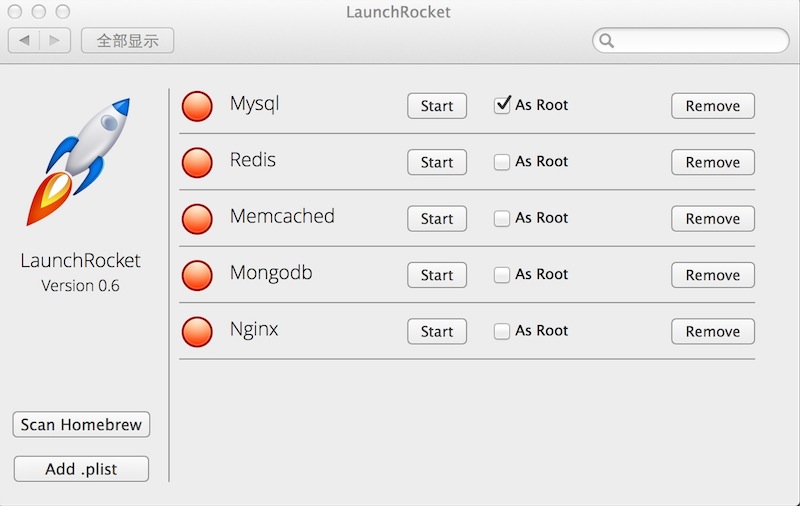 LaunchRocket
全部显示
Mysql Start As Root Remove
Redis Start As Root Remove
Memcached Start As Root Remove
Mongodb Start As Root Remove
Nginx Start As Root Remove
LaunchRocket
Version 0.6
Scan Homebrew
Add .plist